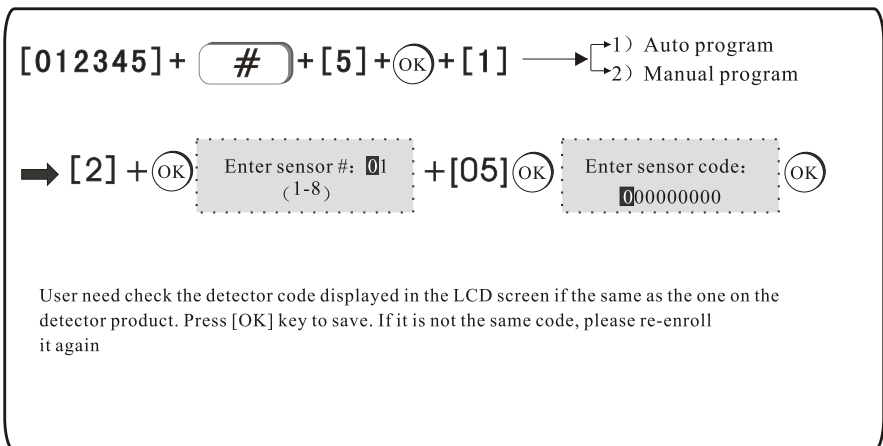 [012345]+ # +[5]+OK+[1] 1) Auto program
2) Manual program
[2]+OK Enter sensor #: 01 +[05]OK Enter sensor code: OK
(1-8) 000000000
User need check the detector code displayed in the LCD screen if the same as the one on the
detector product. Press [OK] key to save. If it is not the same code, please re-enroll
it again